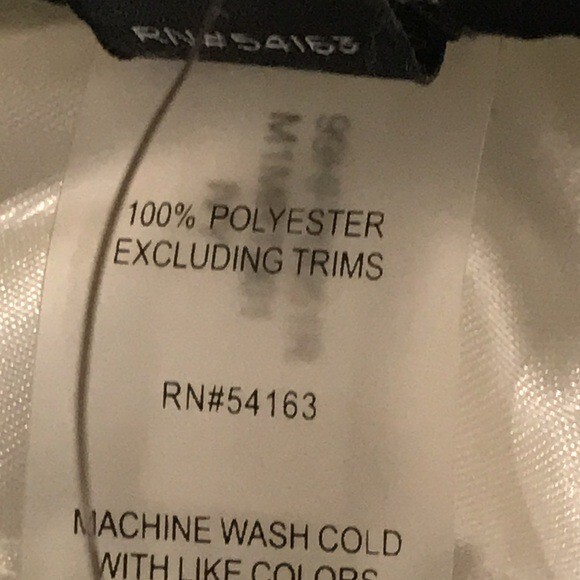 RN#54163
100% POLYESTER
EXCLUDING TRIMS
RN#54163
MACHINE WASH COLD
WITH LIKE COLORS